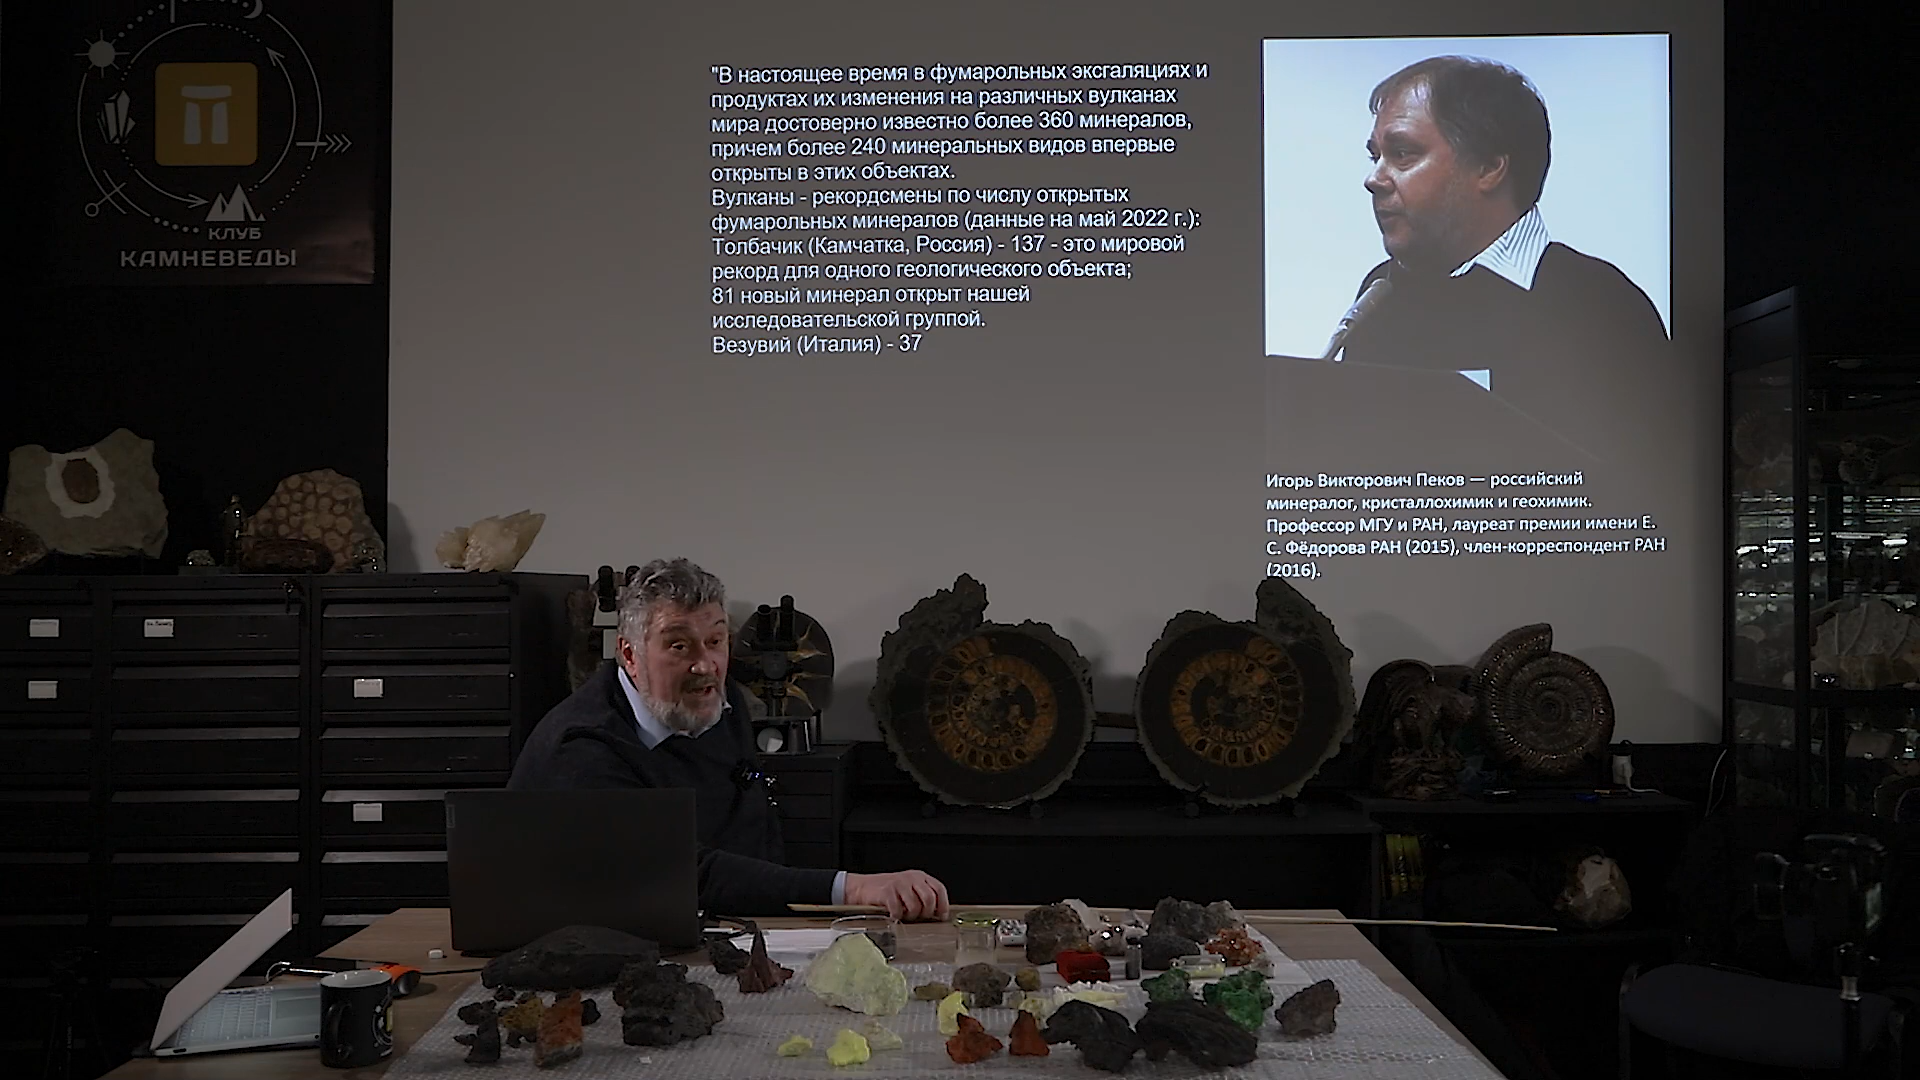 КЛУБ
КАМНЕВЕДЫ
"В настоящее время в фумарольных эксгаляциях и
продуктах их изменения на различных вулканах
мира достоверно известно более 360 минералов,
причем более 240 минеральных видов впервые
открыты в этих объектах.
Вулканы - рекордсмены по числу открытых
фумарольных минералов (данные на май 2022 г.):
Толбачик (Камчатка, Россия) - 137 - это мировой
рекорд для одного геологического объекта;
81 новый минерал открыт нашей
исследовательской группой.
Везувий (Италия) - 37
Игорь Викторович Пеков — российский
минералог, кристаллохимик и геохимик.
Профессор МГУ и РАН, лауреат премии имени Е.
С. Фёдорова РАН (2015), член-корреспондент РАН
(2016).